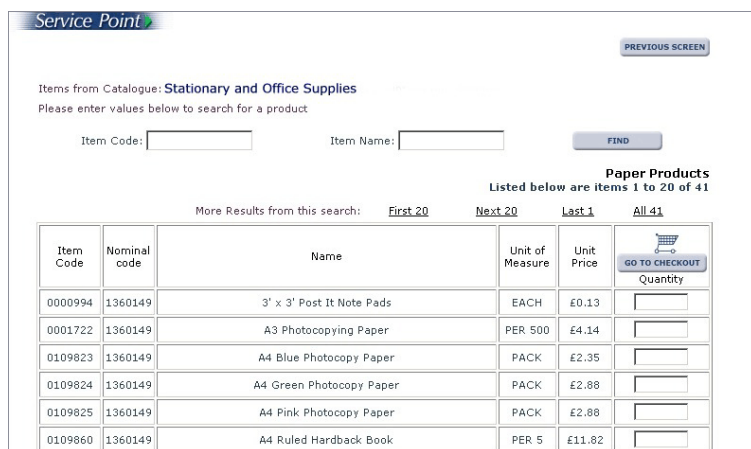 Service Point
PREVIOUS SCREEN
Items from Catalogue: Stationary and Office Supplies
Please enter values below to search for a product
Item Code: Item Name: FIND
Paper Products
Listed below are items 1 to 20 of 41
More Results from this search: First 20 Next 20 Last 1 All 41
Item Code Nominal code Name Unit of Measure Unit Price GO TO CHECKOUT Quantity
0000994 1360149 3' x 3' Post It Note Pads EACH £0.13
0001722 1360149 A3 Photocopying Paper PER 500 £4.14
0109823 1360149 A4 Blue Photocopy Paper PACK £2.35
0109824 1360149 A4 Green Photocopy Paper PACK £2.88
0109825 1360149 A4 Pink Photocopy Paper PACK £2.88
0109860 1360149 A4 Ruled Hardback Book PER 5 £11.82